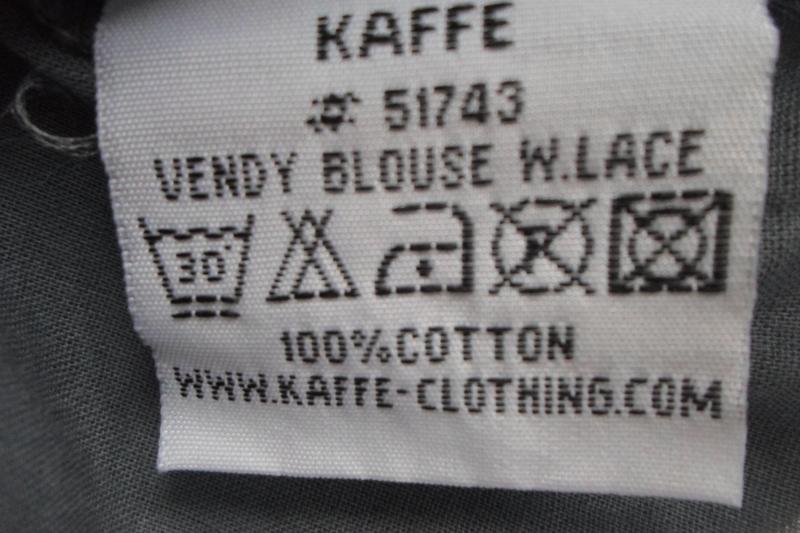 KAFFE
51743
VENDY BLOUSE W.LACE
30°
100%COTTON
WWW.KAFFE-CLOTHING.COM